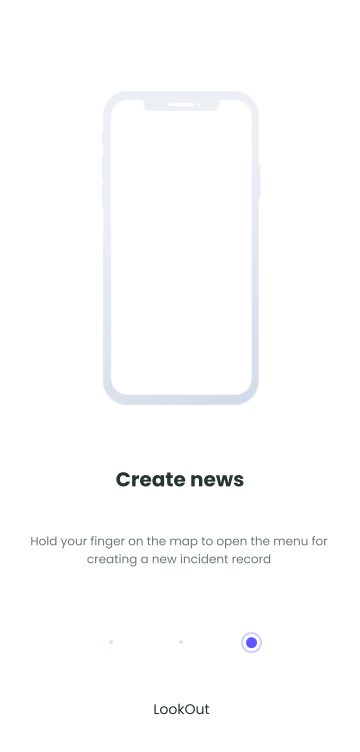 Create news
Hold your finger on the map to open the menu for
creating a new incident record
LookOut